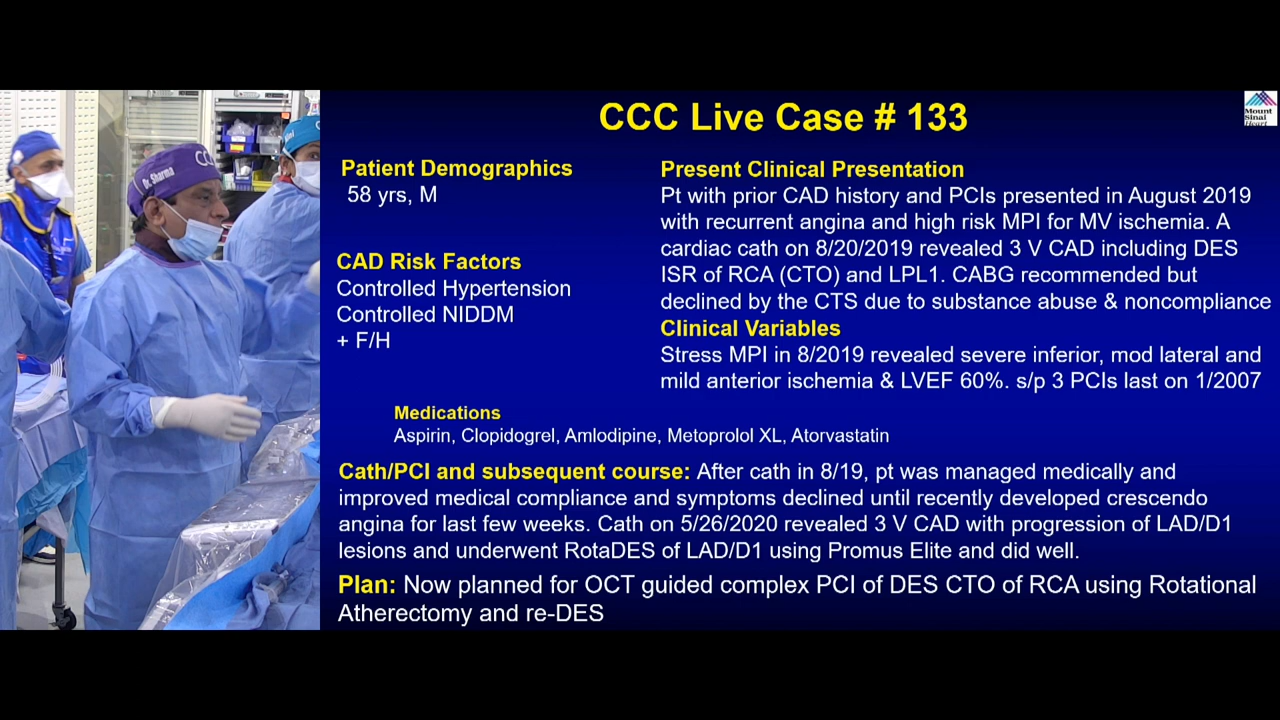 CCC Live Case # 133
Mount
Sinai
Heart
Dr. Sharma
CC
Patient Demographics
58 yrs, M
CAD Risk Factors
Controlled Hypertension
Controlled NIDDM
+ F/H
Present Clinical Presentation
Pt with prior CAD history and PCIs presented in August 2019
with recurrent angina and high risk MPI for MV ischemia. A
cardiac cath on 8/20/2019 revealed 3 V CAD including DES
ISR of RCA (CTO) and LPL1. CABG recommended but
declined by the CTS due to substance abuse & noncompliance
Clinical Variables
Stress MPI in 8/2019 revealed severe inferior, mod lateral and
mild anterior ischemia & LVEF 60%. s/p 3 PCIs last on 1/2007
Medications
Aspirin, Clopidogrel, Amlodipine, Metoprolol XL, Atorvastatin
Cath/PCI and subsequent course: After cath in 8/19, pt was managed medically and
improved medical compliance and symptoms declined until recently developed crescendo
angina for last few weeks. Cath on 5/26/2020 revealed 3 V CAD with progression of LAD/D1
lesions and underwent RotaDES of LAD/D1 using Promus Elite and did well.
Plan: Now planned for OCT guided complex PCI of DES CTO of RCA using Rotational
Atherectomy and re-DES